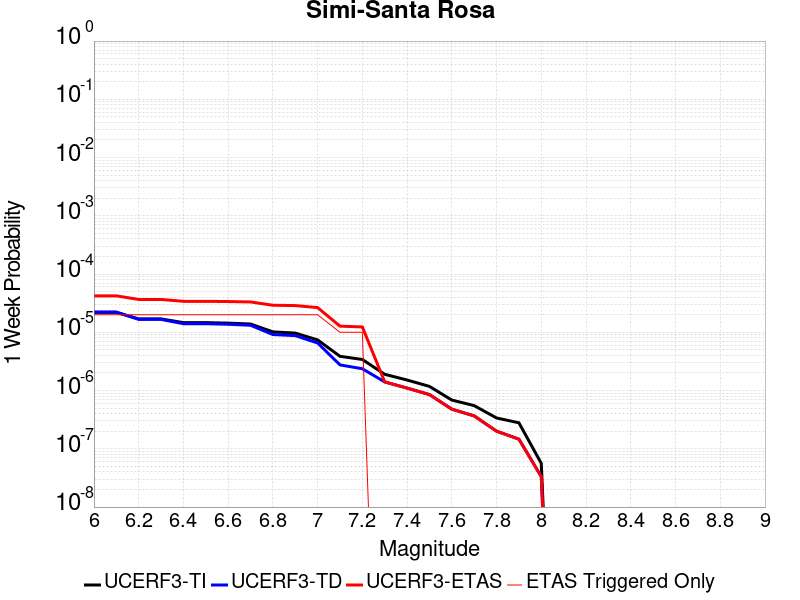 Simi-Santa Rosa
10^0
10^-1
10^-2
10^-3
10^-4
10^-5
10^-6
10^-7
10^-8
1 Week Probability
6 6.2 6.4 6.6 6.8 7 7.2 7.4 7.6 7.8 8 8.2 8.4 8.6 8.8 9
Magnitude
UCERF3-TI UCERF3-TD UCERF3-ETAS ETAS Triggered Only